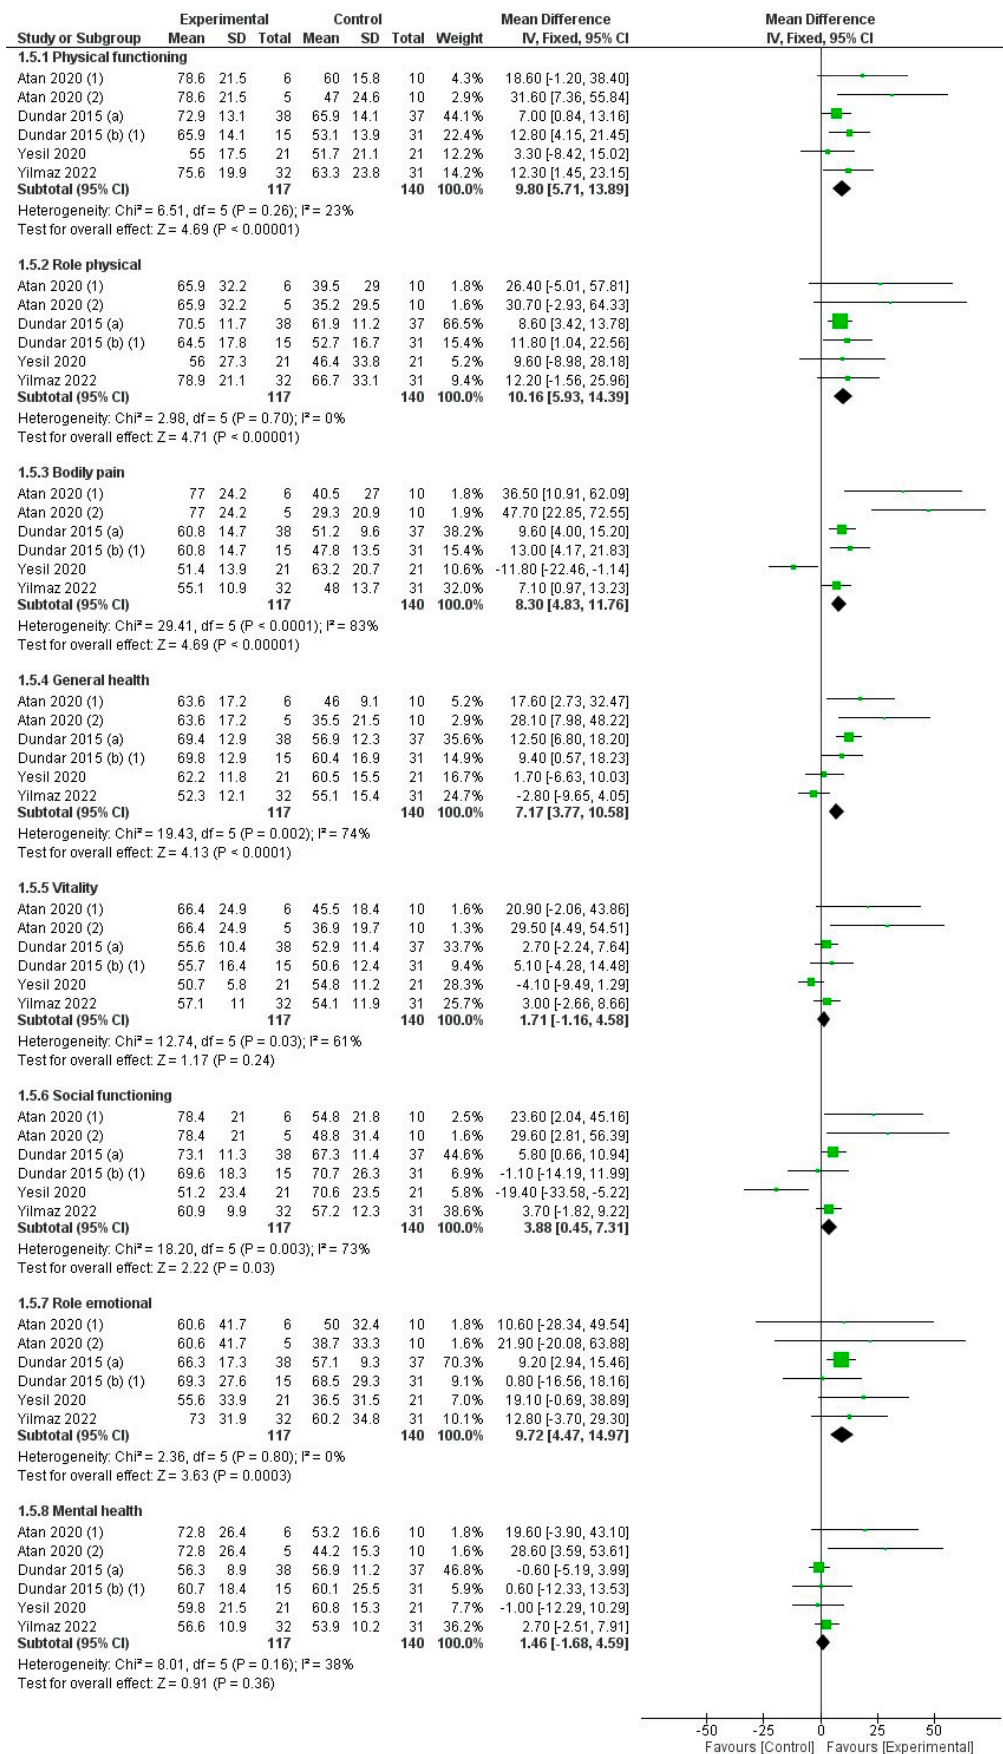 Experimental Control Mean Difference Mean Difference
Study or Subgroup Mean SD Total Mean SD Total Weight IV, Fixed, 95% CI IV, Fixed, 95% CI
1.5.1 Physical functioning
Atan 2020 (1) 78.6 21.5 6 60 15.8 10 4.3% 18.60 [-1.20, 38.40]
Atan 2020 (2) 78.6 21.5 5 47 24.6 10 2.9% 31.60 [7.36, 55.84]
Dundar 2015 (a) 72.9 13.1 38 65.9 14.1 37 44.1% 7.00 [0.84, 13.16]
Dundar 2015 (b) (1) 65.9 14.1 15 53.1 13.9 31 22.4% 12.80 [4.15, 21.45]
Yesil 2020 55 17.5 21 51.7 21.1 21 12.2% 3.30 [-8.42, 15.02]
Yilmaz 2022 75.6 19.9 32 63.3 23.8 31 14.2% 12.30 [1.45, 23.15]
Subtotal (95% CI) 117 140 100.0% 9.80 [5.71, 13.89]
Heterogeneity: Chi² = 6.51, df = 5 (P = 0.26); I² = 23%
Test for overall effect: Z = 4.69 (P < 0.00001)
1.5.2 Role physical
Atan 2020 (1) 65.9 32.2 6 39.5 29 10 1.8% 26.40 [-5.01, 57.81]
Atan 2020 (2) 65.9 32.2 5 35.2 29.5 10 1.6% 30.70 [-2.93, 64.33]
Dundar 2015 (a) 70.5 11.7 38 61.9 11.2 37 66.5% 8.60 [3.42, 13.78]
Dundar 2015 (b) (1) 64.5 17.8 15 52.7 16.7 31 15.4% 11.80 [1.04, 22.56]
Yesil 2020 56 27.3 21 46.4 33.8 21 5.2% 9.60 [-8.98, 28.18]
Yilmaz 2022 78.9 21.1 32 66.7 33.1 31 9.4% 12.20 [-1.56, 25.96]
Subtotal (95% CI) 117 140 100.0% 10.16 [5.93, 14.39]
Heterogeneity: Chi² = 2.98, df = 5 (P = 0.70); I² = 0%
Test for overall effect: Z = 4.71 (P < 0.00001)
1.5.3 Bodily pain
Atan 2020 (1) 77 24.2 6 40.5 27 10 1.8% 36.50 [10.91, 62.09]
Atan 2020 (2) 77 24.2 5 29.3 20.9 10 1.9% 47.70 [22.85, 72.55]
Dundar 2015 (a) 60.8 14.7 38 51.2 9.6 37 38.2% 9.60 [4.00, 15.20]
Dundar 2015 (b) (1) 60.8 14.7 15 47.8 13.5 31 15.4% 13.00 [4.17, 21.83]
Yesil 2020 51.4 13.9 21 63.2 20.7 21 10.6% -11.80 [-22.46, -1.14]
Yilmaz 2022 55.1 10.9 32 48 13.7 31 32.0% 7.10 [0.97, 13.23]
Subtotal (95% CI) 117 140 100.0% 8.30 [4.83, 11.76]
Heterogeneity: Chi² = 29.41, df = 5 (P < 0.0001); I² = 83%
Test for overall effect: Z = 4.69 (P < 0.00001)
1.5.4 General health
Atan 2020 (1) 63.6 17.2 6 46 9.1 10 5.2% 17.60 [2.73, 32.47]
Atan 2020 (2) 63.6 17.2 5 35.5 21.5 10 2.9% 28.10 [7.98, 48.22]
Dundar 2015 (a) 69.4 12.9 38 56.9 12.3 37 35.6% 12.50 [6.80, 18.20]
Dundar 2015 (b) (1) 69.8 12.9 15 60.4 16.9 31 14.9% 9.40 [0.57, 18.23]
Yesil 2020 62.2 11.8 21 60.5 15.5 21 16.7% 1.70 [-6.63, 10.03]
Yilmaz 2022 52.3 12.1 32 55.1 15.4 31 24.7% -2.80 [-9.65, 4.05]
Subtotal (95% CI) 117 140 100.0% 7.17 [3.77, 10.58]
Heterogeneity: Chi² = 19.43, df = 5 (P = 0.002); I² = 74%
Test for overall effect: Z = 4.13 (P < 0.0001)
1.5.5 Vitality
Atan 2020 (1) 66.4 24.9 6 45.5 18.4 10 1.6% 20.90 [-2.06, 43.86]
Atan 2020 (2) 66.4 24.9 5 36.9 19.7 10 1.3% 29.50 [4.49, 54.51]
Dundar 2015 (a) 55.6 10.4 38 52.9 11.4 37 33.7% 2.70 [-2.24, 7.64]
Dundar 2015 (b) (1) 55.7 16.4 15 50.6 12.4 31 9.4% 5.10 [-4.28, 14.48]
Yesil 2020 50.7 5.8 21 54.8 11.2 21 28.3% -4.10 [-9.49, 1.29]
Yilmaz 2022 57.1 11 32 54.1 11.9 31 25.7% 3.00 [-2.66, 8.66]
Subtotal (95% CI) 117 140 100.0% 1.71 [-1.16, 4.58]
Heterogeneity: Chi² = 12.74, df = 5 (P = 0.03); I² = 61%
Test for overall effect: Z = 1.17 (P = 0.24)
1.5.6 Social functioning
Atan 2020 (1) 78.4 21 6 54.8 21.8 10 2.5% 23.60 [2.04, 45.16]
Atan 2020 (2) 78.4 21 5 48.8 31.4 10 1.6% 29.60 [2.81, 56.39]
Dundar 2015 (a) 73.1 11.3 38 67.3 11.4 37 44.6% 5.80 [0.66, 10.94]
Dundar 2015 (b) (1) 69.6 18.3 15 70.7 26.3 31 6.9% -1.10 [-14.19, 11.99]
Yesil 2020 51.2 23.4 21 70.6 23.5 21 5.8% -19.40 [-33.58, -5.22]
Yilmaz 2022 60.9 9.9 32 57.2 12.3 31 38.6% 3.70 [-1.82, 9.22]
Subtotal (95% CI) 117 140 100.0% 3.88 [0.45, 7.31]
Heterogeneity: Chi² = 18.20, df = 5 (P = 0.003); I² = 73%
Test for overall effect: Z = 2.22 (P = 0.03)
1.5.7 Role emotional
Atan 2020 (1) 60.6 41.7 6 50 32.4 10 1.8% 10.60 [-28.34, 49.54]
Atan 2020 (2) 60.6 41.7 5 38.7 33.3 10 1.6% 21.90 [-20.08, 63.88]
Dundar 2015 (a) 66.3 17.3 38 57.1 9.3 37 70.3% 9.20 [2.94, 15.46]
Dundar 2015 (b) (1) 69.3 27.6 15 68.5 29.3 31 9.1% 0.80 [-16.56, 18.16]
Yesil 2020 55.6 33.9 21 36.5 31.5 21 7.0% 19.10 [-0.69, 38.89]
Yilmaz 2022 73 31.9 32 60.2 34.8 31 10.1% 12.80 [-3.70, 29.30]
Subtotal (95% CI) 117 140 100.0% 9.72 [4.47, 14.97]
Heterogeneity: Chi² = 2.36, df = 5 (P = 0.80); I² = 0%
Test for overall effect: Z = 3.63 (P = 0.0003)
1.5.8 Mental health
Atan 2020 (1) 72.8 26.4 6 53.2 16.6 10 1.8% 19.60 [-3.90, 43.10]
Atan 2020 (2) 72.8 26.4 5 44.2 15.3 10 1.6% 28.60 [3.59, 53.61]
Dundar 2015 (a) 56.3 8.9 38 56.9 11.2 37 46.8% -0.60 [-5.19, 3.99]
Dundar 2015 (b) (1) 60.7 18.4 15 60.1 25.5 31 5.9% 0.60 [-12.33, 13.53]
Yesil 2020 59.8 21.5 21 60.8 15.3 21 7.7% -1.00 [-12.29, 10.29]
Yilmaz 2022 56.6 10.9 32 53.9 10.2 31 36.2% 2.70 [-2.51, 7.91]
Subtotal (95% CI) 117 140 100.0% 1.46 [-1.68, 4.59]
Heterogeneity: Chi² = 8.01, df = 5 (P = 0.16); I² = 38%
Test for overall effect: Z = 0.91 (P = 0.36)
-50 -25 0 25 50
Favours [Control] Favours [Experimental]